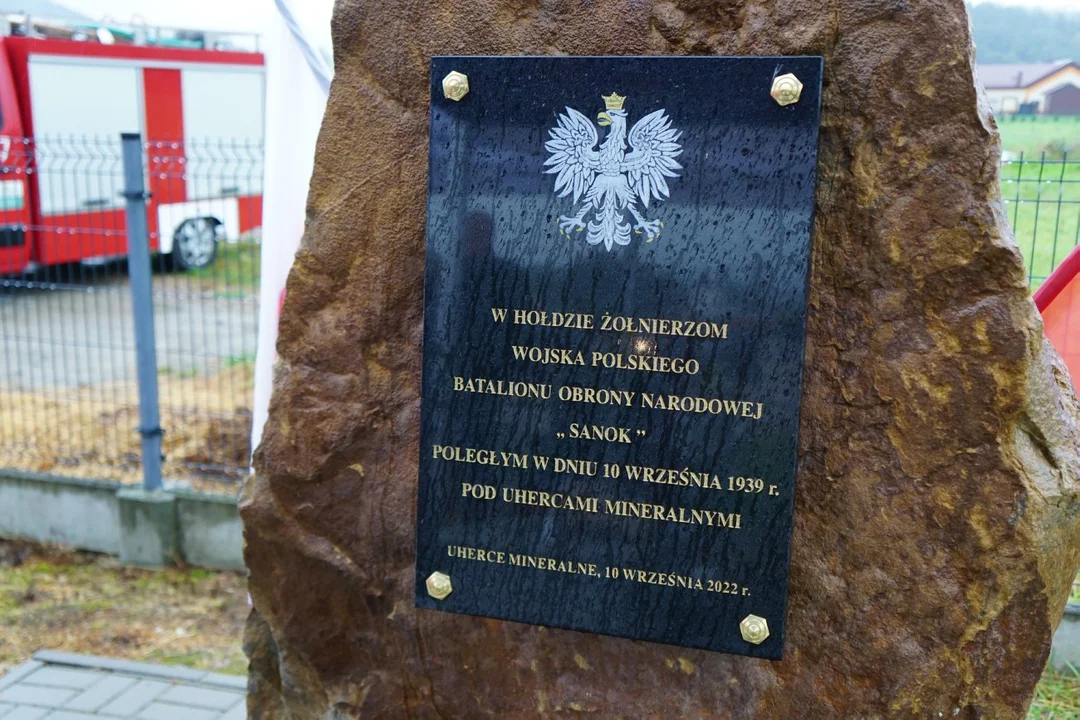 W HOŁDZIE ŻOŁNIERZOM
WOJSKA POLSKIEGO
BATALIONU OBRONY NARODOWEJ
„ SANOK ”
POLEGŁYM W DNIU 10 WRZEŚNIA 1939 r.
POD UHERCAMI MINERALNYMI
UHERCE MINERALNE, 10 WRZEŚNIA 2022 r.